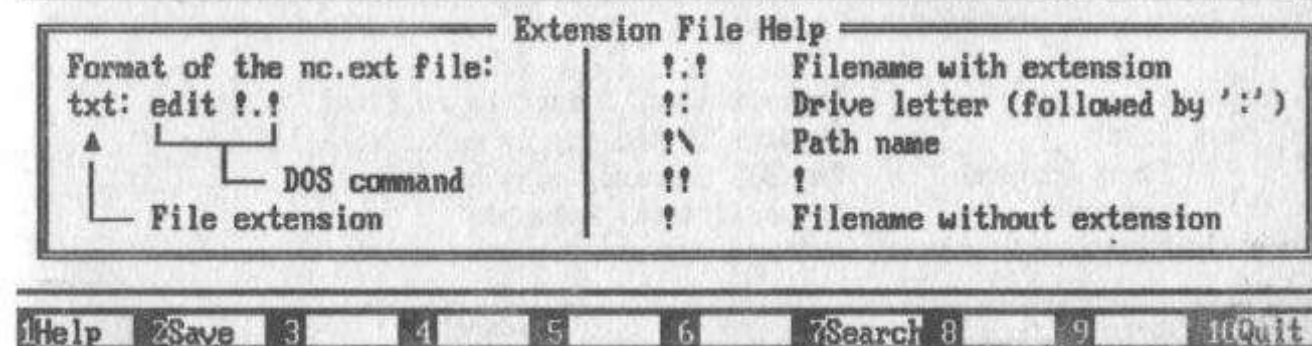 Extension File Help
Format of the nc.ext file:
txt: edit !.!
DOS command
File extension
!.! Filename with extension
!: Drive letter (followed by ':')
!\ Path name
!! !
! Filename without extension
1Help 2Save 3 4 5 6 7Search 8 9 10Quit